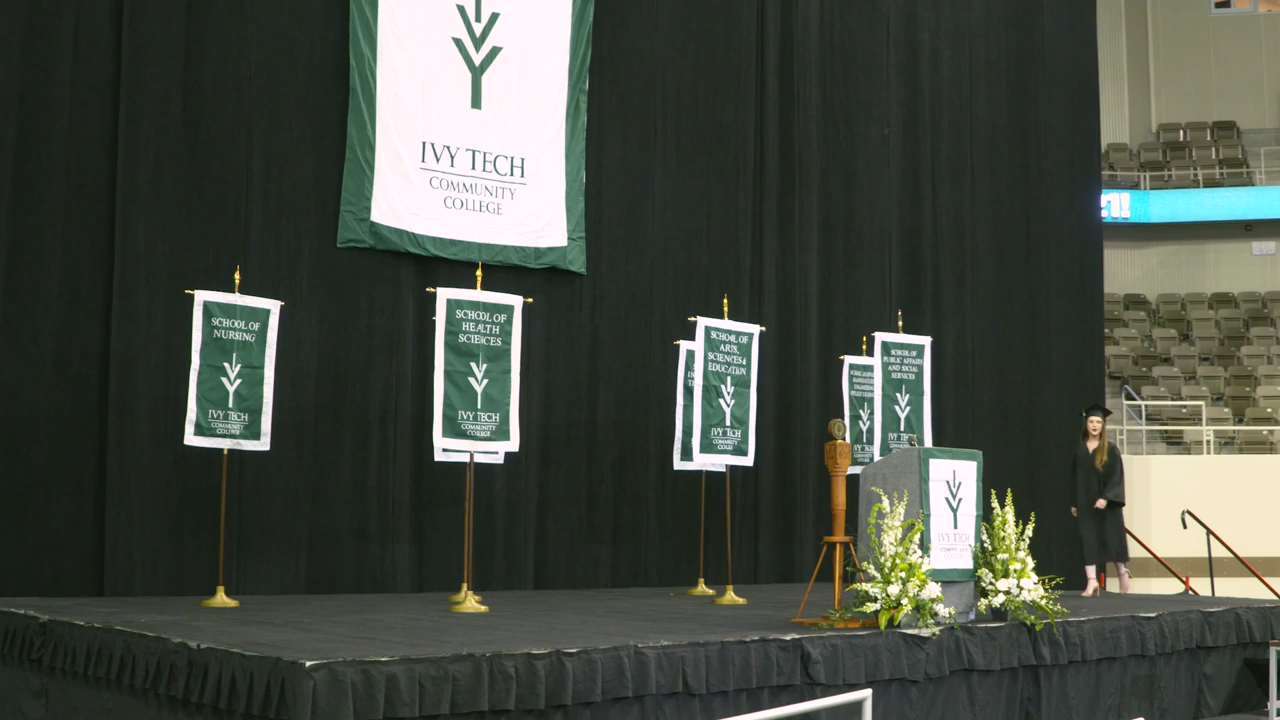 IVY TECH
COMMUNITY
COLLEGE
SCHOOL OF
NURSING
IVY TECH
COMMUNITY
COLLEGE
SCHOOL OF
HEALTH
SCIENCES
IVY TECH
COMMUNITY
COLLEGE
SCHOOL OF
ARTS,
SCIENCES &
EDUCATION
IVY TECH
COMMUNITY
COLLEGE
SCHOOL OF
PUBLIC AFFAIRS
AND SOCIAL
SERVICES
IVY TECH
IVY TECH